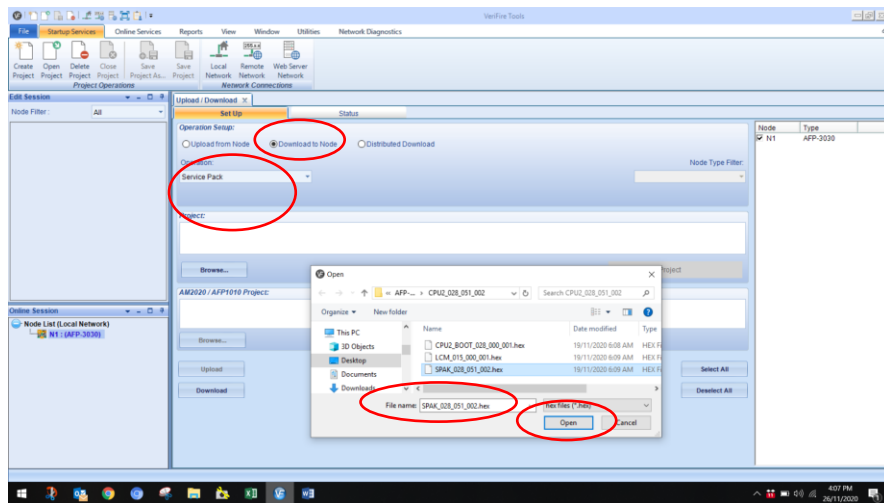 VeriFire Tools
File Startup Services Online Services Reports View Window Utilities Network Diagnostics
Create Project
Open Project
Delete Project
Close Project
Save Project As...
Save Project
Local Network
Remote Network
Web Server Network
Project Operations
Network Connections
Edit Session
Node Filter : All
Upload / Download
Set Up Status
Operation Setup:
Upload from Node Download to Node Distributed Download
Operation: Node Type Filter:
Service Pack
Project:
Browse...
AM2020 / AFP1010 Project:
Browse...
Upload
Download
Node Type
N1 AFP-3030
Select All
Deselect All
Online Session
Node List (Local Network)
N1 : (AFP-3030)
Open
« AFP-... › CPU2_028_051_002
Search CPU2_028_051_002
Organize New folder
This PC
3D Objects
Desktop
Documents
Downloads
Name Date modified Type
CPU2_BOOT_028_000_001.hex 19/11/2020 6:08 AM HEX Fi
LCM_015_000_001.hex 19/11/2020 6:09 AM HEX Fi
SPAK_028_051_002.hex 19/11/2020 6:09 AM HEX Fi
File name: SPAK_028_051_002.hex hex files (*.hex)
Open Cancel
4:07 PM
26/11/2020